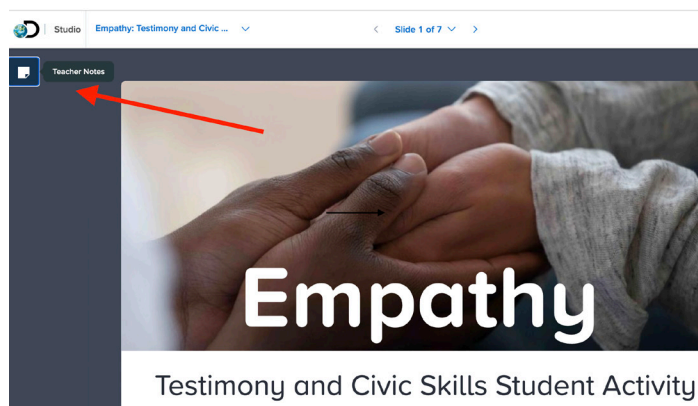 Studio
Empathy: Testimony and Civic ...
Slide 1 of 7
Teacher Notes
Empathy
Testimony and Civic Skills Student Activity